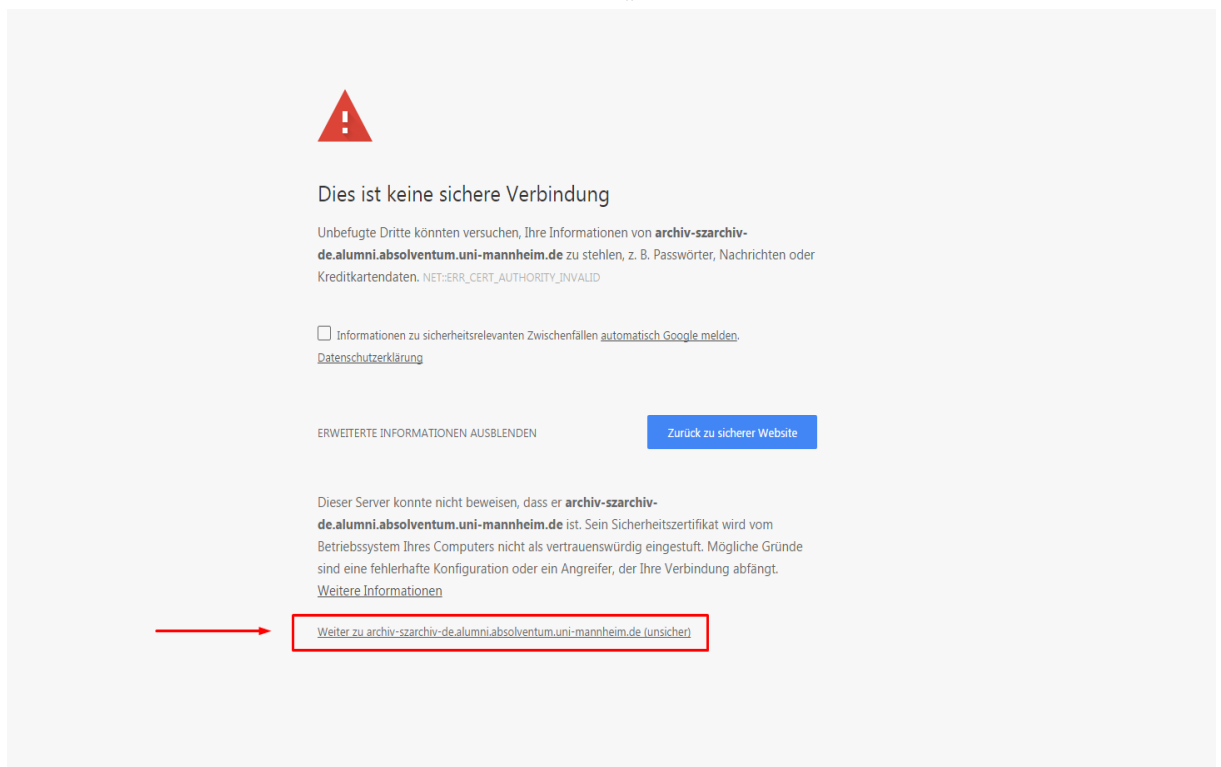 Dies ist keine sichere Verbindung
Unbefugte Dritte könnten versuchen, Ihre Informationen von archiv-szarchiv-
de.alumni.absolventum.uni-mannheim.de zu stehlen, z. B. Passwörter, Nachrichten oder
Kreditkartendaten. NET::ERR_CERT_AUTHORITY_INVALID
Informationen zu sicherheitsrelevanten Zwischenfällen automatisch Google melden.
Datenschutzerklärung
ERWEITERTE INFORMATIONEN AUSBLENDEN
Zurück zu sicherer Website
Dieser Server konnte nicht beweisen, dass er archiv-szarchiv-
de.alumni.absolventum.uni-mannheim.de ist. Sein Sicherheitszertifikat wird vom
Betriebssystem Ihres Computers nicht als vertrauenswürdig eingestuft. Mögliche Gründe
sind eine fehlerhafte Konfiguration oder ein Angreifer, der Ihre Verbindung abfängt.
Weitere Informationen
Weiter zu archiv-szarchiv-de.alumni.absolventum.uni-mannheim.de (unsicher)